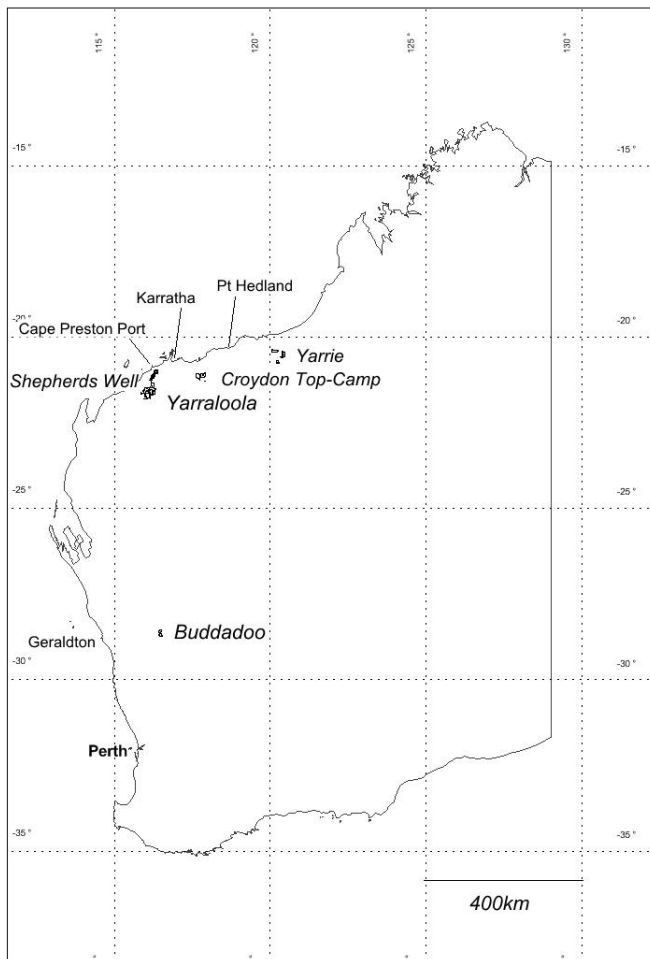 115°
120°
125°
130°
-15°
-15°
Pt Hedland
Karratha
-20°
Cape Preston Port
-20°
Yarrie
Shepherds Well
Croydon Top-Camp
Yarraloola
-25°
-25°
Buddadoo
Geraldton
-30°
-30°
Perth
-35°
-35°
400km